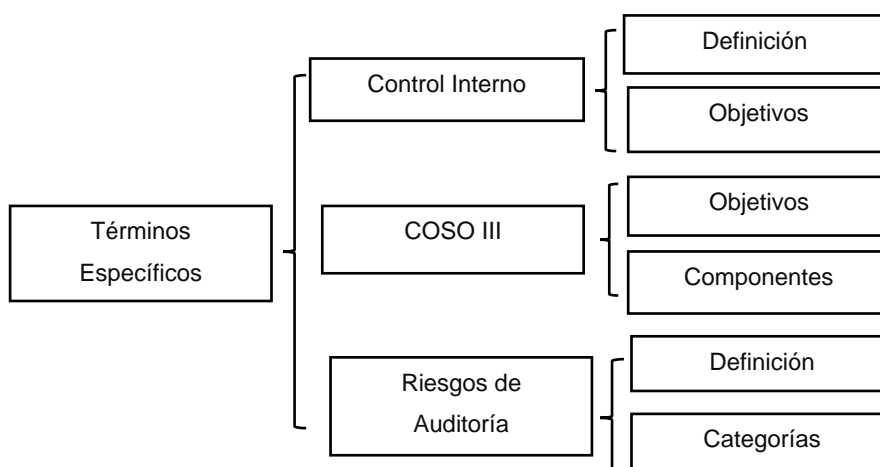 Definición
Control Interno
Objetivos
Objetivos
Términos
Específicos
COSO III
Componentes
Definición
Riesgos de
Auditoría
Categorías